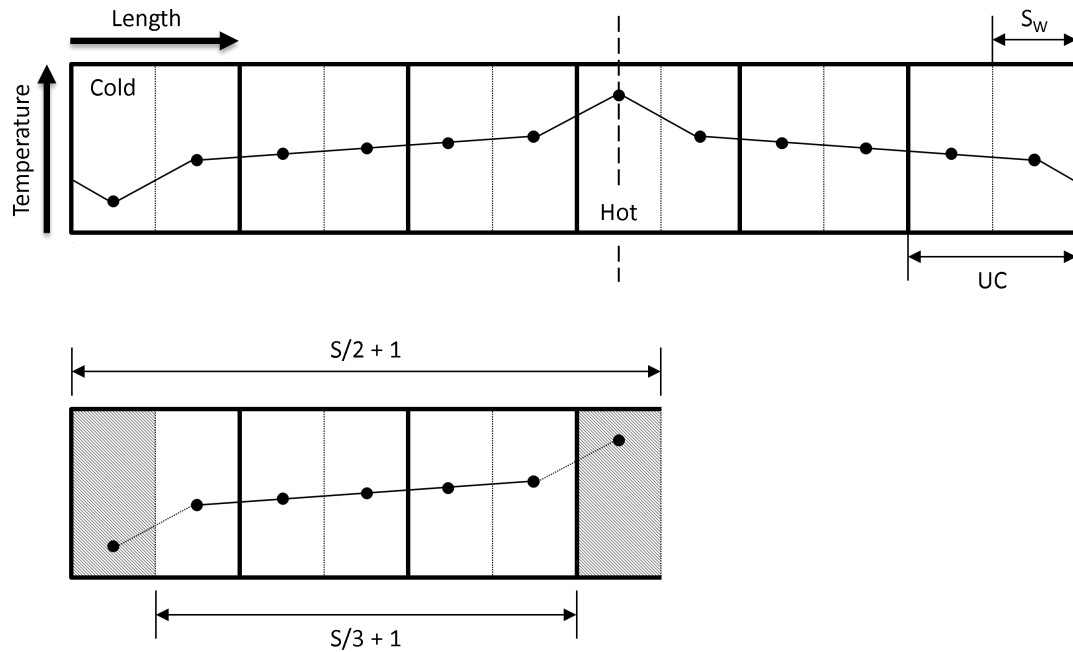 Length
S_W
Cold
Temperature
Hot
UC
S/2 + 1
S/3 + 1